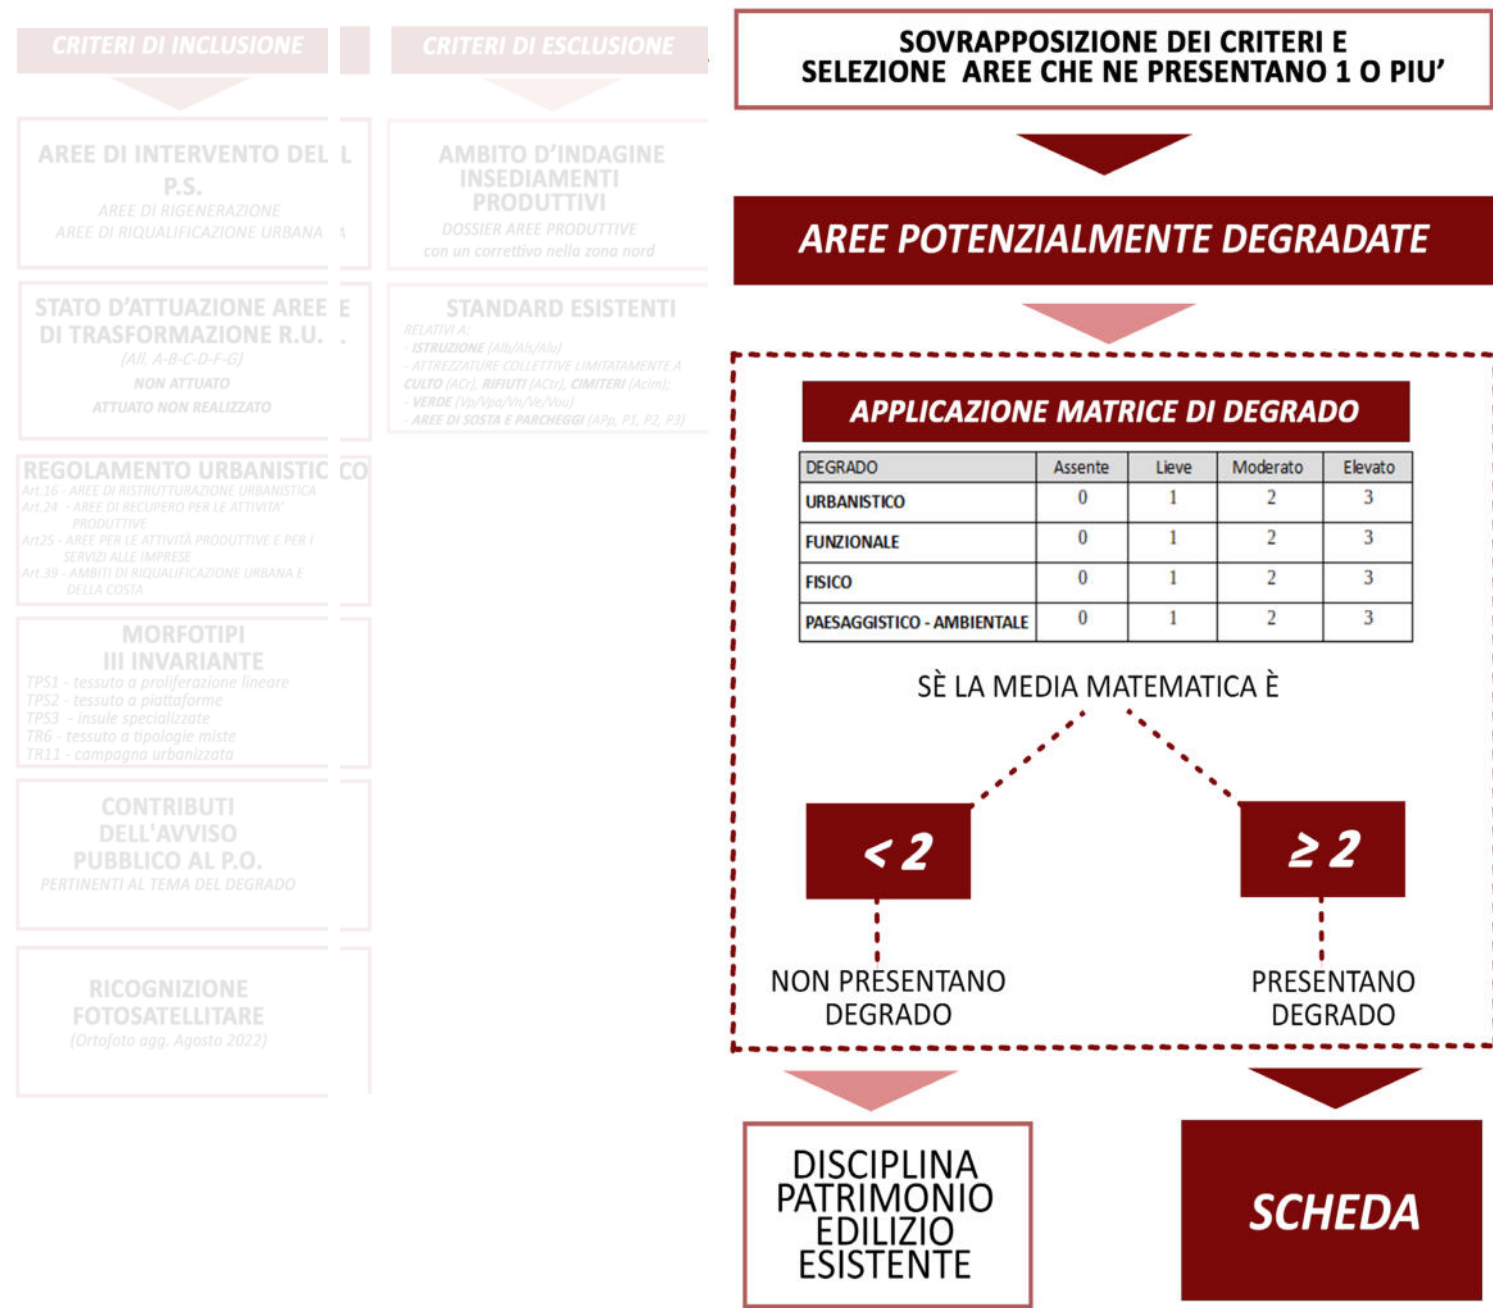 CRITERI DI INCLUSIONE
AREE DI INTERVENTO DEL L
P.S.
AREE DI RIGENERAZIONE
AREE DI RIQUALIFICAZIONE URBANA A
STATO D'ATTUAZIONE AREE E
DI TRASFORMAZIONE R.U. .
(All. A-B-C-D-F-G)
NON ATTUATO
ATTUATO NON REALIZZATO
REGOLAMENTO URBANISTIC CO
Art.16 - AREE DI RISTRUTTURAZIONE URBANISTICA
Art.24 - AREE DI RECUPERO PER LE ATTIVITA'
PRODUTTIVE
Art25 - AREE PER LE ATTIVITÀ PRODUTTIVE E PER I
SERVIZI ALLE IMPRESE
Art.39 - AMBITI DI RIQUALIFICAZIONE URBANA E
DELLA COSTA
MORFOTIPI
III INVARIANTE
TPS1 - tessuto a proliferazione lineare
TPS2 - tessuto a piattaforme
TPS3 - insule specializzate
TR6 - tessuto a tipologie miste
TR11 - campagna urbanizzata
CONTRIBUTI
DELL'AVVISO
PUBBLICO AL P.O.
PERTINENTI AL TEMA DEL DEGRADO
RICOGNIZIONE
FOTOSATELLITARE
(Ortofoto agg. Agosto 2022)
CRITERI DI ESCLUSIONE
AMBITO D'INDAGINE
INSEDIAMENTI
PRODUTTIVI
DOSSIER AREE PRODUTTIVE
con un correttivo nella zona nord
STANDARD ESISTENTI
RELATIVI A:
- ISTRUZIONE (AIb/AIs/AIu)
- ATTREZZATURE COLLETTIVE LIMITATAMENTE A
CULTO (ACr), RIFIUTI (ACtr), CIMITERI (Acim);
- VERDE (Vp/Vpa/Vn/Ve/Vou)
- AREE DI SOSTA E PARCHEGGI (APp, P1, P2, P3)
SOVRAPPOSIZIONE DEI CRITERI E
SELEZIONE AREE CHE NE PRESENTANO 1 O PIU'
AREE POTENZIALMENTE DEGRADATE
APPLICAZIONE MATRICE DI DEGRADO
DEGRADO Assente Lieve Moderato Elevato
URBANISTICO 0 1 2 3
FUNZIONALE 0 1 2 3
FISICO 0 1 2 3
PAESAGGISTICO - AMBIENTALE 0 1 2 3
SÈ LA MEDIA MATEMATICA È
< 2
NON PRESENTANO
DEGRADO
≥ 2
PRESENTANO
DEGRADO
DISCIPLINA
PATRIMONIO
EDILIZIO
ESISTENTE
SCHEDA